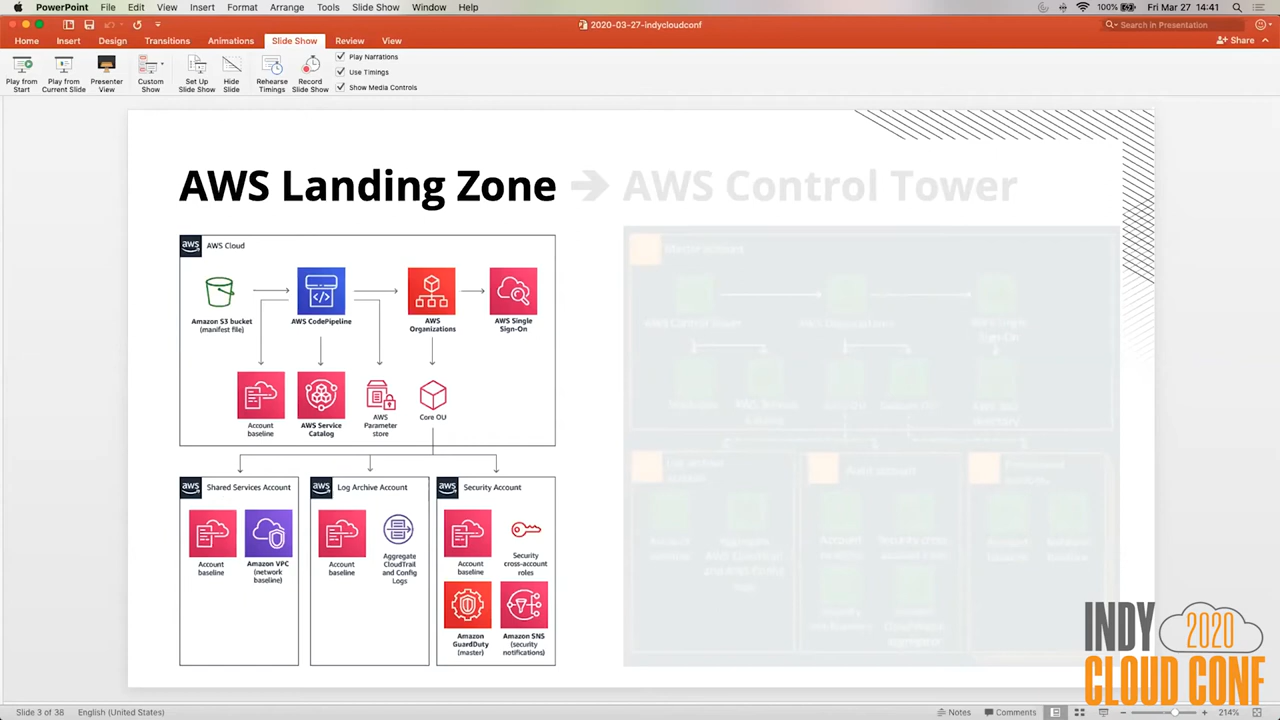 PowerPoint File Edit View Insert Format Arrange Tools Slide Show Window Help
100% Fri Mar 27 14:41
2020-03-27-indycloudconf
Search in Presentation
Home Insert Design Transitions Animations Slide Show Review View
Share
Play from Start
Play from Current Slide
Presenter View
Custom Show
Set Up Slide Show
Hide Slide
Rehearse Timings
Record Slide Show
Play Narrations
Use Timings
Show Media Controls
AWS Landing Zone → AWS Control Tower
aws AWS Cloud
Amazon S3 bucket
(manifest file)
AWS CodePipeline
AWS
Organizations
AWS Single
Sign-On
Account
baseline
AWS Service
Catalog
AWS
Parameter
store
Core OU
aws Shared Services Account
Account
baseline
Amazon VPC
(network
baseline)
aws Log Archive Account
Account
baseline
Aggregate
CloudTrail
and Config
Logs
aws Security Account
Account
baseline
Security
cross-account
roles
Amazon
GuardDuty
(master)
Amazon SNS
(security
notifications)
INDY 2020
CLOUD CONF
Slide 3 of 38 English (United States)
Notes Comments 214%